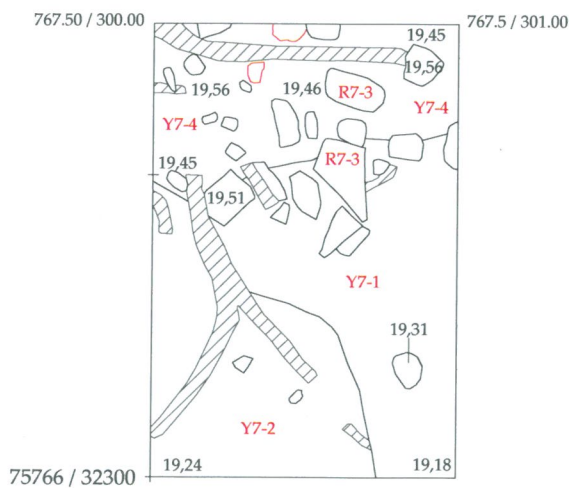 767.50 / 300.00
767.5 / 301.00
19,45
19,56
19,56
19,46
R7-3
Y7-4
Y7-4
R7-3
19,45
19,51
Y7-1
19,31
Y7-2
19,24
19,18
75766 / 32300